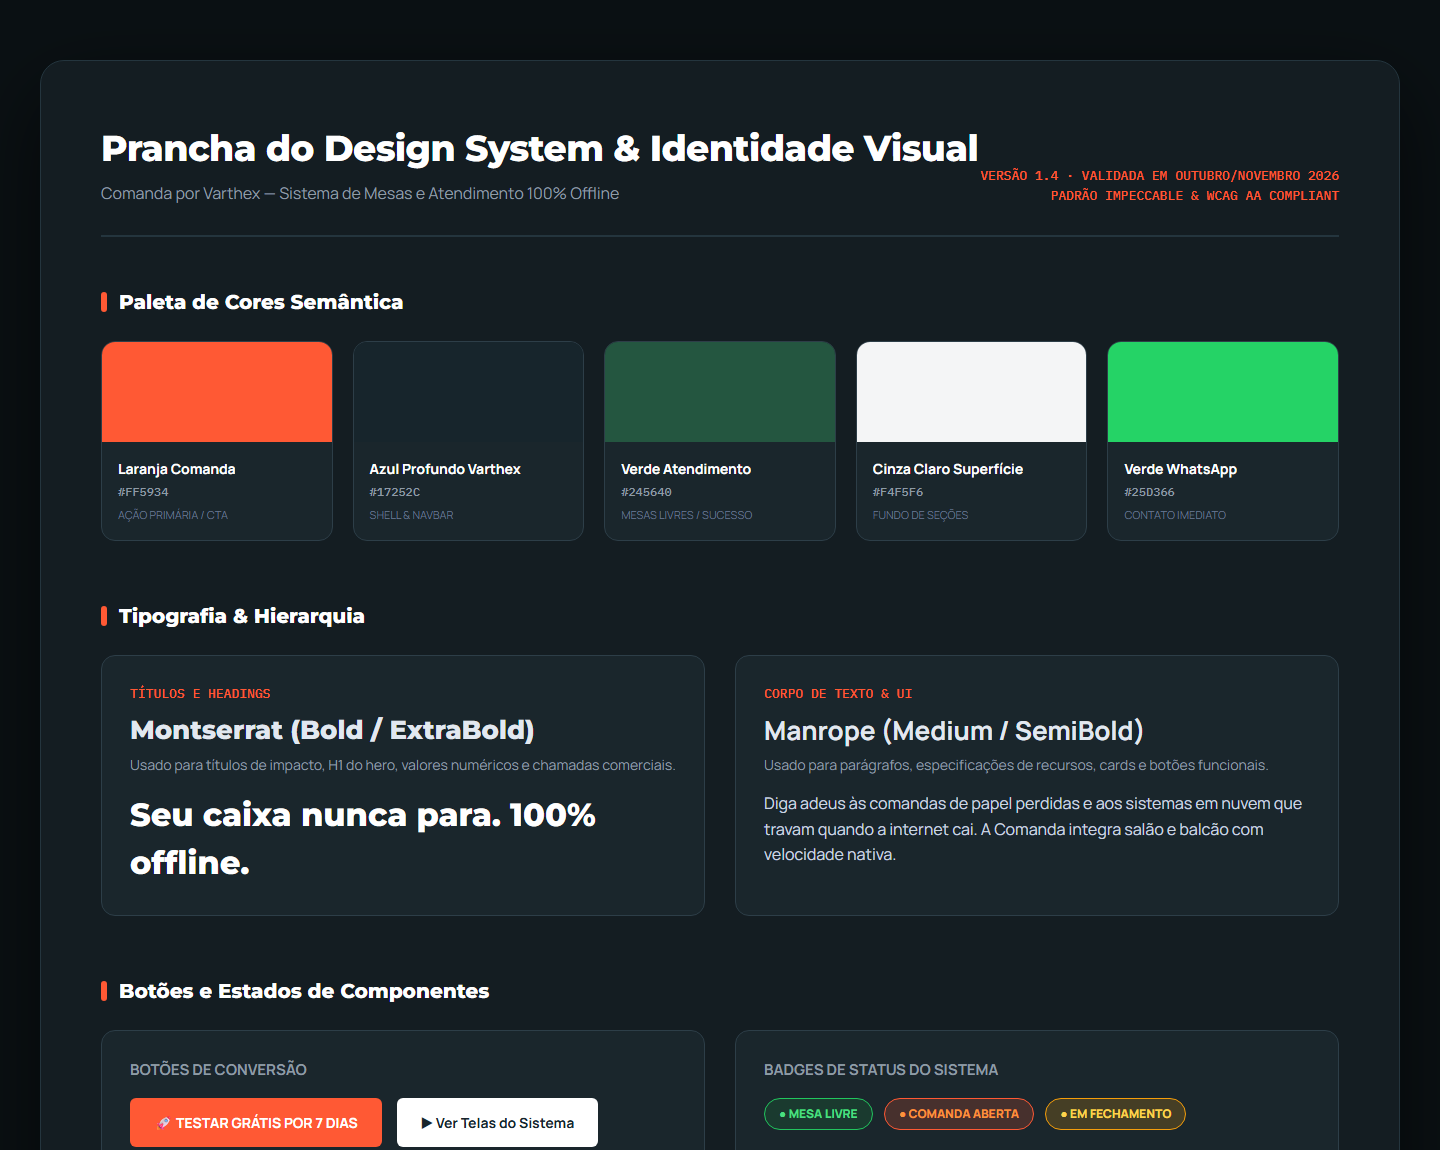 Prancha do Design System & Identidade Visual
Comanda por Varthex — Sistema de Mesas e Atendimento 100% Offline
VERSÃO 1.4 · VALIDADA EM OUTUBRO/NOVEMBRO 2026
PADRÃO IMPECCABLE & WCAG AA COMPLIANT
Paleta de Cores Semântica
Laranja Comanda
#FF5934
AÇÃO PRIMÁRIA / CTA
Azul Profundo Varthex
#17252C
SHELL & NAVBAR
Verde Atendimento
#245640
MESAS LIVRES / SUCESSO
Cinza Claro Superfície
#F4F5F6
FUNDO DE SEÇÕES
Verde WhatsApp
#25D366
CONTATO IMEDIATO
Tipografia & Hierarquia
TÍTULOS E HEADINGS
Montserrat (Bold / ExtraBold)
Usado para títulos de impacto, H1 do hero, valores numéricos e chamadas comerciais.
Seu caixa nunca para. 100%
offline.
CORPO DE TEXTO & UI
Manrope (Medium / SemiBold)
Usado para parágrafos, especificações de recursos, cards e botões funcionais.
Diga adeus às comandas de papel perdidas e aos sistemas em nuvem que
travam quando a internet cai. A Comanda integra salão e balcão com
velocidade nativa.
Botões e Estados de Componentes
BOTÕES DE CONVERSÃO
🚀 TESTAR GRÁTIS POR 7 DIAS
▶ Ver Telas do Sistema
BADGES DE STATUS DO SISTEMA
● MESA LIVRE
● COMANDA ABERTA
● EM FECHAMENTO